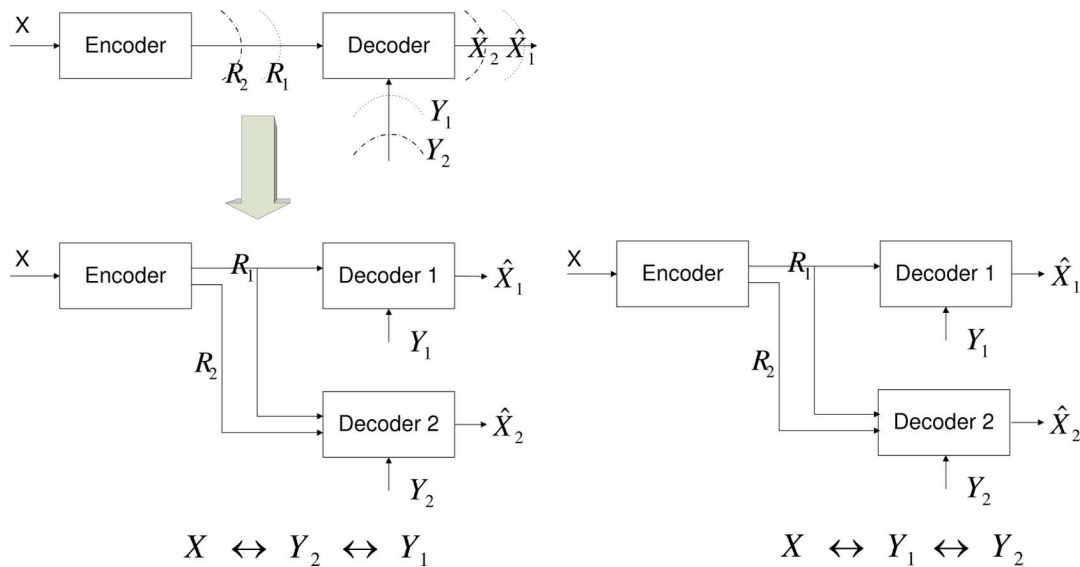 X Encoder R₂ R₁ Decoder X̂₂ X̂₁
Y₁
Y₂
X Encoder R₁ Decoder 1 X̂₁
Y₁
R₂
Decoder 2 X̂₂
Y₂
X ↔ Y₂ ↔ Y₁
X Encoder R₁ Decoder 1 X̂₁
Y₁
R₂
Decoder 2 X̂₂
Y₂
X ↔ Y₁ ↔ Y₂